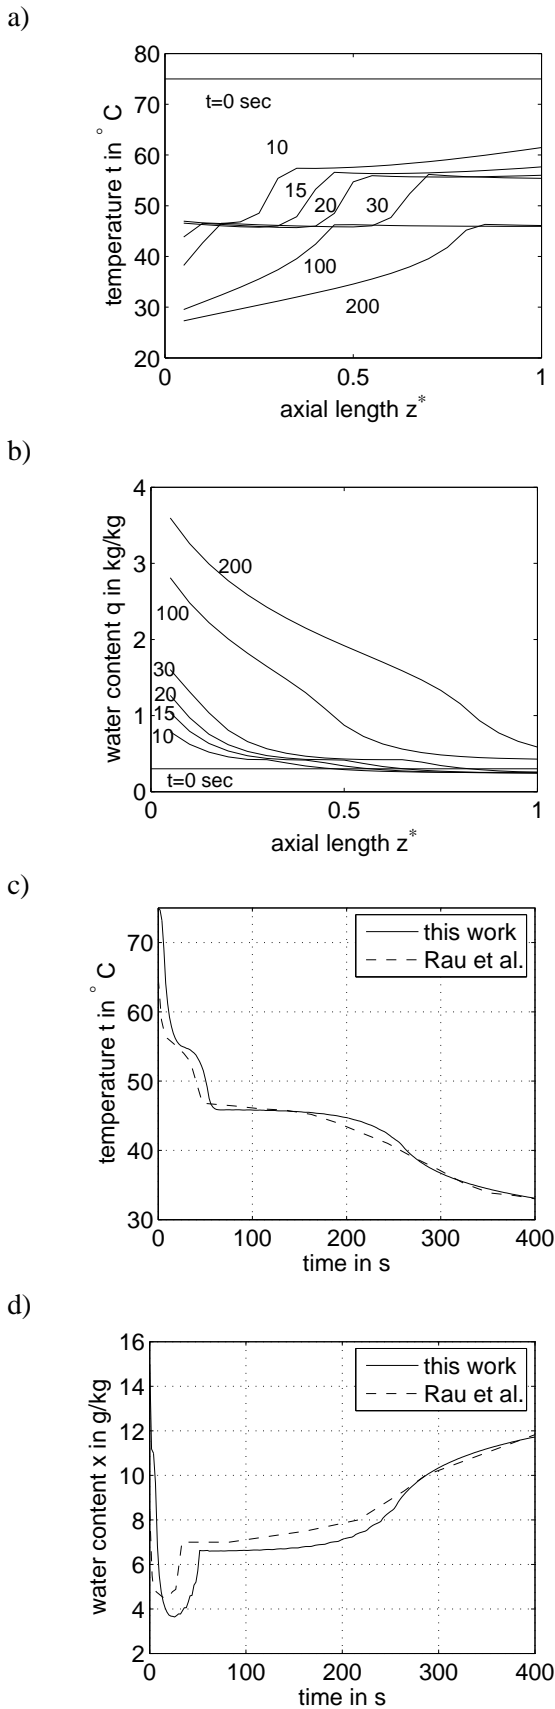 a)
80
70
60
50
40
30
20
temperature t in ° C
t=0 sec
10
15
20
30
100
200
0
0.5
1
axial length z*
b)
4
3
2
1
0
water content q in kg/kg
200
100
30
20
15
10
t=0 sec
0
0.5
1
axial length z*
c)
70
60
50
40
30
temperature t in ° C
this work
Rau et al.
0
100
200
300
400
time in s
d)
16
14
12
10
8
6
4
2
water content x in g/kg
this work
Rau et al.
0
100
200
300
400
time in s